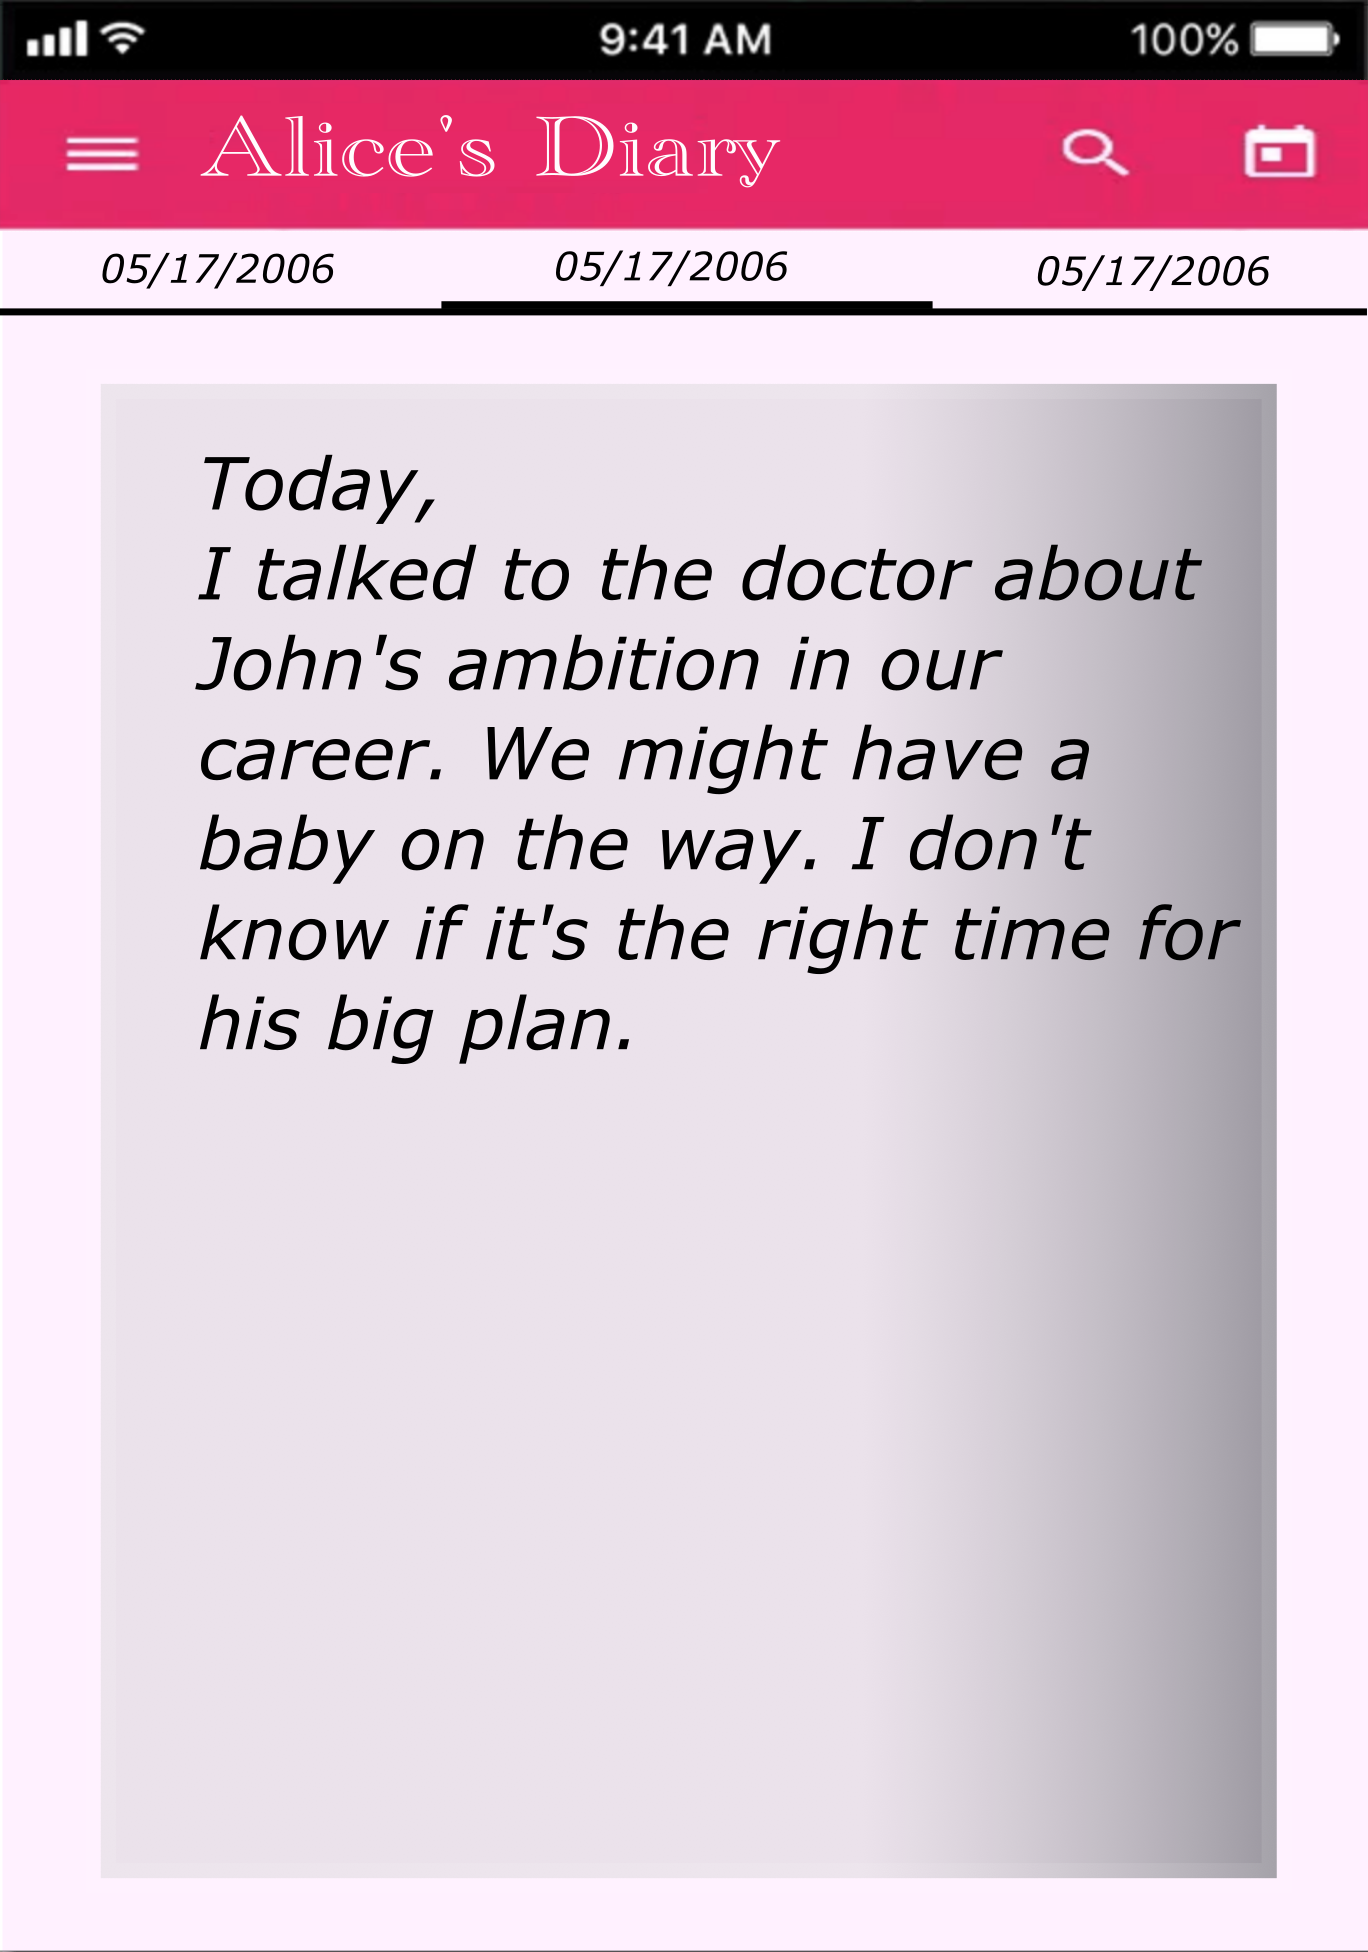 9:41 AM
100%
Alice's Diary
05/17/2006
05/17/2006
05/17/2006
Today,
I talked to the doctor about
John's ambition in our
career. We might have a
baby on the way. I don't
know if it's the right time for
his big plan.